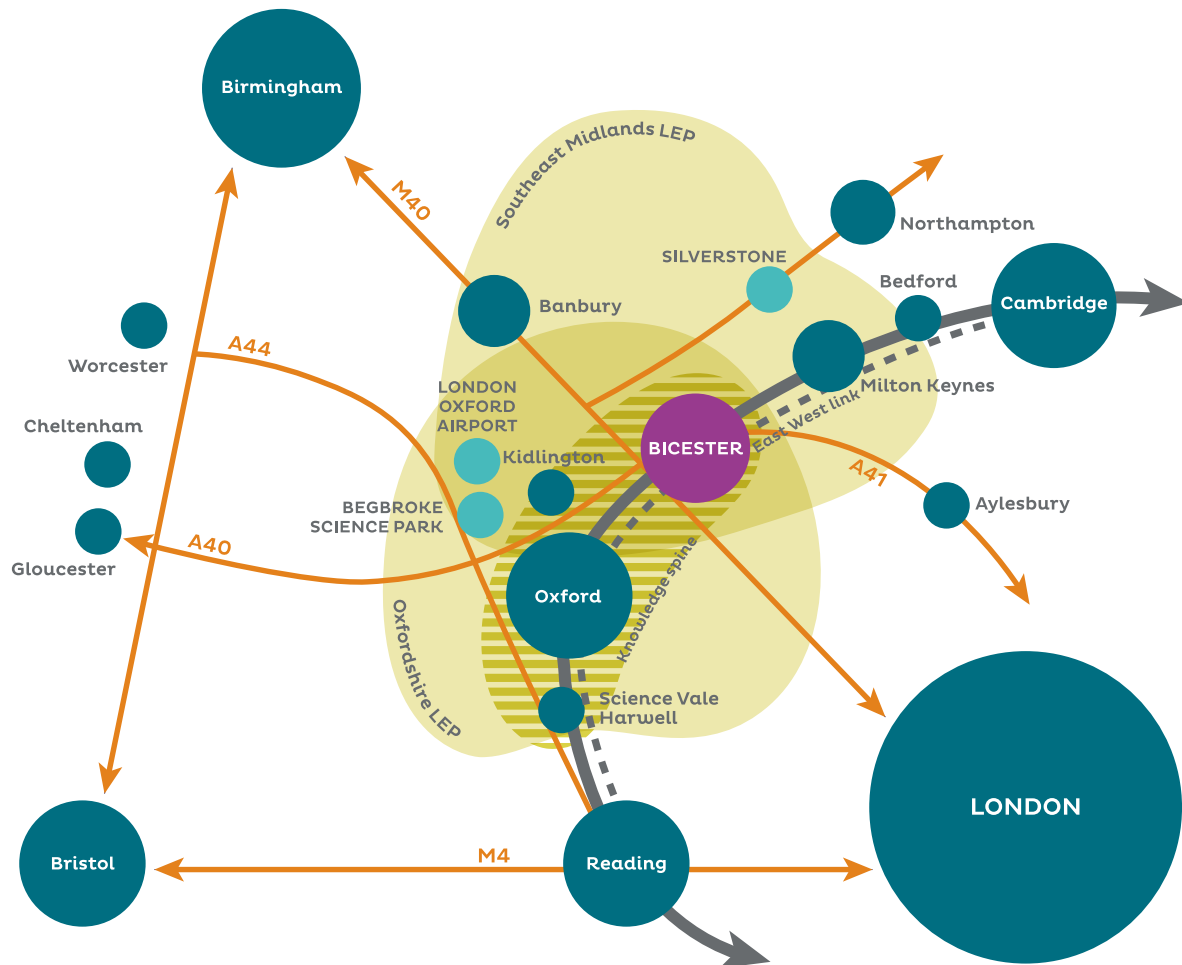 Birmingham
Southeast Midlands LEP
M40
Northampton
SILVERSTONE
Bedford
Cambridge
Banbury
Worcester
A44
Milton Keynes
LONDON
OXFORD
AIRPORT
East West link
Cheltenham
BICESTER
Kidlington
A41
Aylesbury
BEGBROKE
SCIENCE PARK
A40
Gloucester
Oxford
Knowledge spine
Oxfordshire LEP
Science Vale
Harwell
LONDON
Bristol
M4
Reading